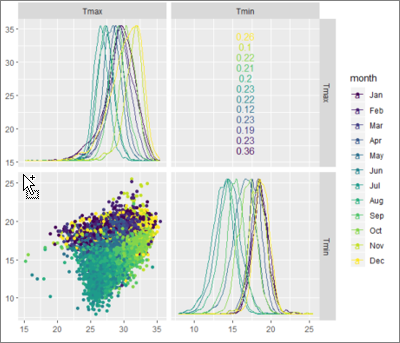 Tmax
Tmin
35
30
25
20
15
0.26
0.1
0.22
0.21
0.2
0.23
0.22
0.12
0.23
0.19
0.23
0.36
Tmax
25
20
15
10
Tmin
15
20
25
30
35
10
15
20
25
month
Jan
Feb
Mar
Apr
May
Jun
Jul
Aug
Sep
Oct
Nov
Dec